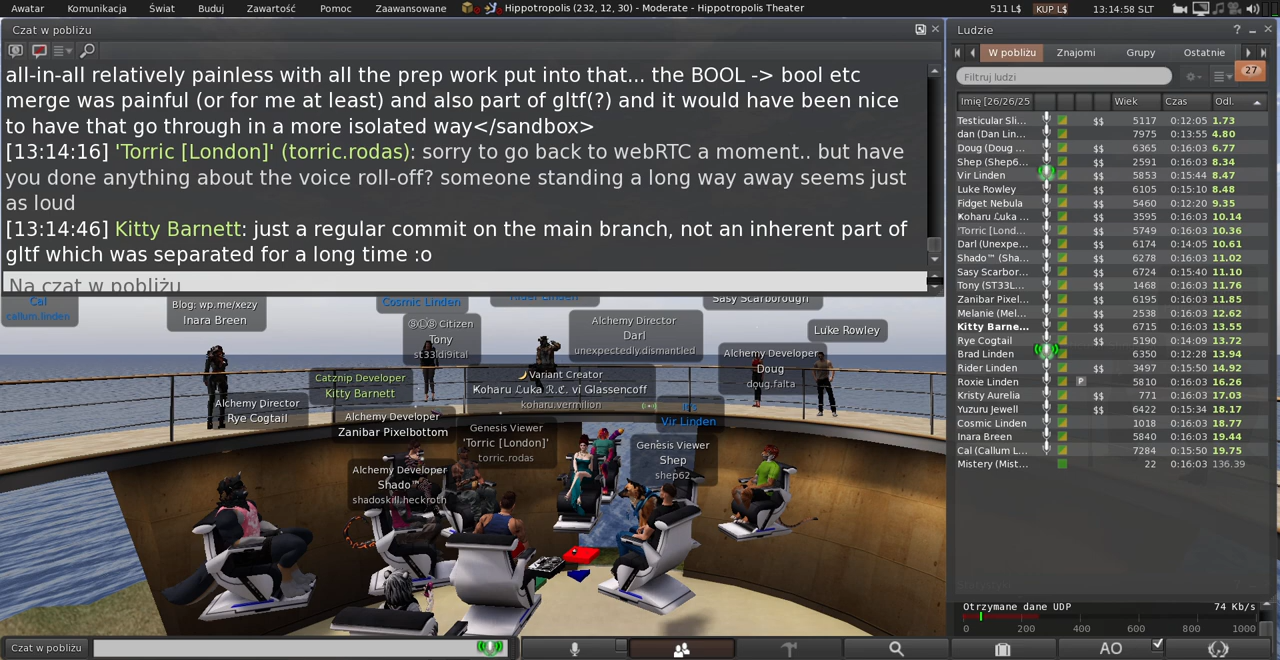 Awatar Komunikacja Świat Buduj Zawartość Pomoc Zaawansowane Hippotropolis (232, 12, 30) - Moderate - Hippotropolis Theater 511 L$ KUP L$ 13:14:58 SLT
Czat w pobliżu
all-in-all relatively painless with all the prep work put into that... the BOOL -> bool etc
merge was painful (or for me at least) and also part of gltf(?) and it would have been nice
to have that go through in a more isolated way</sandbox>
[13:14:16] 'Torric [London]' (torric.rodas): sorry to go back to webRTC a moment.. but have
you done anything about the voice roll-off? someone standing a long way away seems just
as loud
[13:14:46] Kitty Barnett: just a regular commit on the main branch, not an inherent part of
gltf which was separated for a long time :o
Na czat w pobliżu
Cal
callum.linden
Blog: wp.me/xezy
Inara Breen
Cosmic Linden
Rider Linden
Sasy Scarborough
ⓈⓁⒷ Citizen
Tony
st33ldi9ital
Alchemy Director
Darl
unexpectedly.dismantled
Luke Rowley
Alchemy Developer
Doug
doug.falta
Catznip Developer
Kitty Barnett
🌙Variant Creator
Ҝoharu ℒuka ℛ.ℭ. vi Glassencoff
koharu.vermilion
Alchemy Director
Rye Cogtail
Alchemy Developer
Zanibar Pixelbottom
Vir Linden
Genesis Viewer
'Torric [London]'
torric.rodas
Genesis Viewer
Shep
shep62
Alchemy Developer
Shado™
shadoskill.heckroth
Ludzie
W pobliżu Znajomi Grupy Ostatnie
27
Filtruj ludzi
Imię [26/26/25 Wiek Czas Odl.
Testicular Sli... $$ 5117 0:12:05 1.73
dan (Dan Lin... 7975 0:13:55 4.80
Doug (Doug ... $$ 6365 0:16:03 6.77
Shep (Shep6... $$ 2591 0:16:03 8.34
Vir Linden $$ 5853 0:15:44 8.47
Luke Rowley $$ 6105 0:15:10 8.48
Fidget Nebula $$ 5460 0:12:20 9.35
Ҝoharu ℒuka ... $$ 3595 0:16:03 10.14
'Torric [Lond... $$ 5749 0:16:03 10.36
Darl (Unexpe... $$ 6174 0:14:05 10.61
Shado™ (Sha... $$ 6278 0:16:03 11.02
Sasy Scarbor... $$ 6724 0:15:40 11.10
Tony (ST33L... $$ 1468 0:16:03 11.76
Zanibar Pixel... $$ 6195 0:16:03 11.85
Melanie (Mel... $$ 2538 0:16:03 12.62
Kitty Barne... $$ 6715 0:16:03 13.55
Rye Cogtail $$ 5190 0:14:09 13.72
Brad Linden 6350 0:12:28 13.94
Rider Linden $$ 3497 0:15:50 14.92
Roxie Linden P 5810 0:16:03 16.26
Kristy Aurelia $$ 771 0:16:03 17.03
Yuzuru Jewell $$ 6422 0:15:34 18.17
Cosmic Linden 1018 0:16:03 18.77
Inara Breen 5840 0:16:03 19.44
Cal (Callum L... 7284 0:15:50 19.75
Mistery (Mist... 22 0:16:03 136.39
Otrzymane dane UDP 74 Kb/s
0 200 400 600 800 1000
Czat w pobliżu
AO